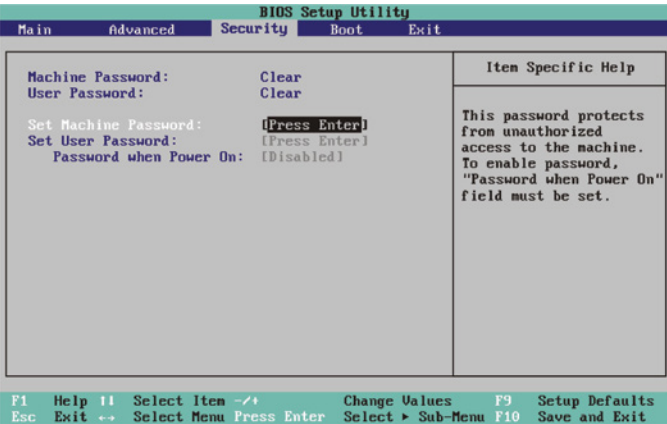 BIOS Setup Utility
Main Advanced Security Boot Exit
Machine Password: Clear
User Password: Clear
Set Machine Password: [Press Enter]
Set User Password: [Press Enter]
Password when Power On: [Disabled]
Item Specific Help
This password protects
from unauthorized
access to the machine.
To enable password,
"Password when Power On"
field must be set.
F1 Help ↑↓ Select Item -/+ Change Values F9 Setup Defaults
Esc Exit ↔ Select Menu Press Enter Select ▸ Sub-Menu F10 Save and Exit